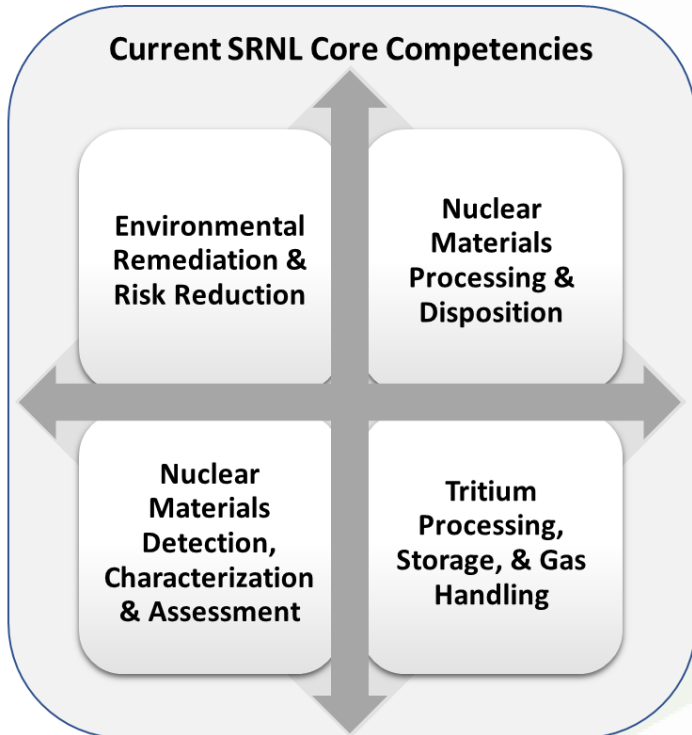 Current SRNL Core Competencies
Environmental
Remediation &
Risk Reduction
Nuclear
Materials
Processing &
Disposition
Nuclear
Materials
Detection,
Characterization
& Assessment
Tritium
Processing,
Storage, & Gas
Handling